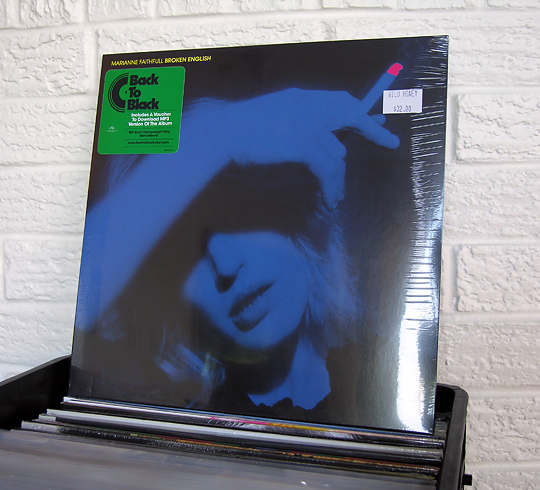 MARIANNE FAITHFULL BROKEN ENGLISH
Back
To
Black
Includes A Voucher
To Download MP3
Version Of The Album
WILD HONEY
$32.00